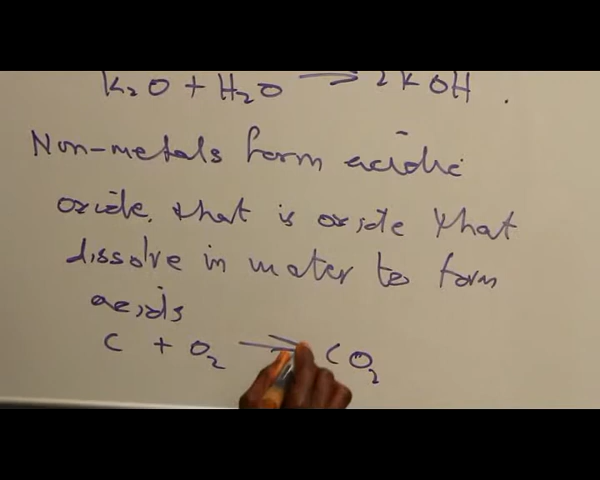 K₂O + H₂O → 2KOH .
Non-metals form acidic
oxide, that is oxide that
dissolve in water to form
acids
C + O₂ → CO₂